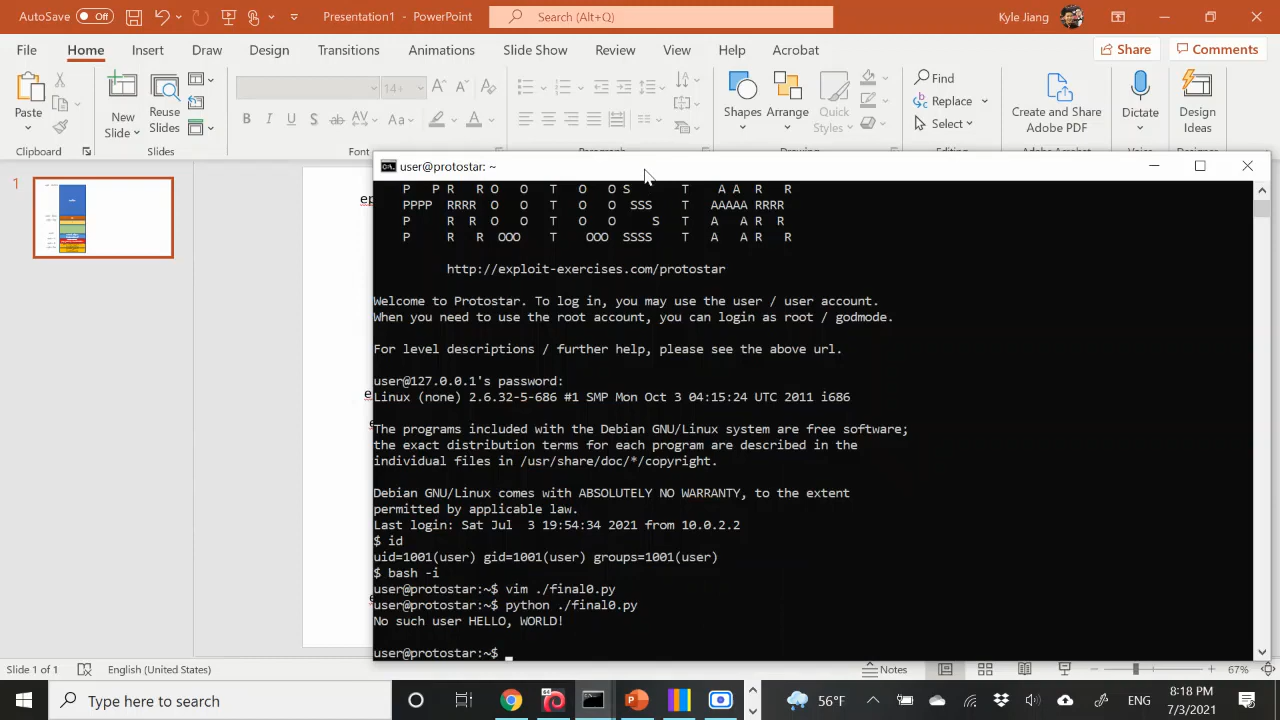 AutoSave Off Presentation1 - PowerPoint Search (Alt+Q) Kyle Jiang
File Home Insert Draw Design Transitions Animations Slide Show Review View Help Acrobat Share Comments
Paste New Slide Reuse Slides B I U S ab AV Aa A Shapes Arrange Quick Styles Find Replace Select Create and Share Adobe PDF Dictate Design Ideas
Clipboard Slides Font Paragraph Drawing Editing
1
user@protostar: ~
P P R R O O T O O S T A A R R
PPPP RRRR O O T O O SSS T AAAAA RRRR
P R R O O T O O S T A A R R
P R R OOO T OOO SSSS T A A R R
http://exploit-exercises.com/protostar
Welcome to Protostar. To log in, you may use the user / user account.
When you need to use the root account, you can login as root / godmode.
For level descriptions / further help, please see the above url.
user@127.0.0.1's password:
Linux (none) 2.6.32-5-686 #1 SMP Mon Oct 3 04:15:24 UTC 2011 i686
The programs included with the Debian GNU/Linux system are free software;
the exact distribution terms for each program are described in the
individual files in /usr/share/doc/*/copyright.
Debian GNU/Linux comes with ABSOLUTELY NO WARRANTY, to the extent
permitted by applicable law.
Last login: Sat Jul  3 19:54:34 2021 from 10.0.2.2
$ id
uid=1001(user) gid=1001(user) groups=1001(user)
$ bash -i
user@protostar:~$ vim ./final0.py
user@protostar:~$ python ./final0.py
No such user HELLO, WORLD!
user@protostar:~$
Slide 1 of 1 English (United States) Notes 67%
Type here to search 56°F ENG 8:18 PM
7/3/2021